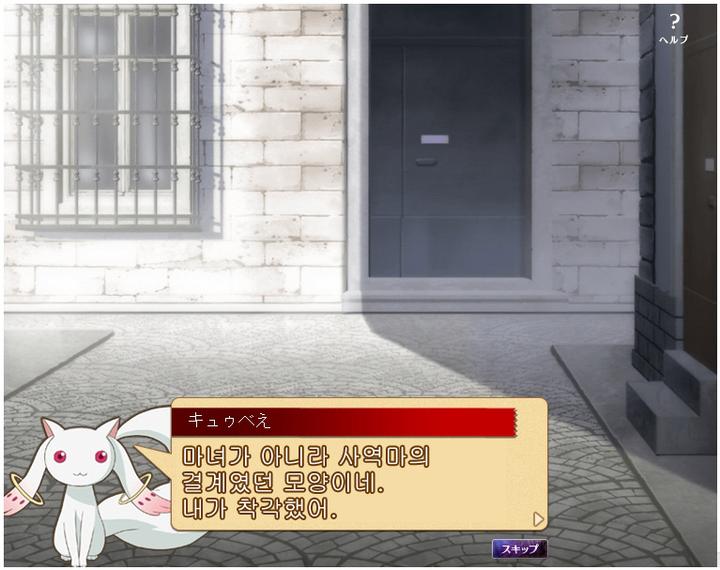 ?
ヘルプ
キュゥべえ
마녀가 아니라 사역마의
결계였던 모양이네.
내가 착각했어.
スキップ